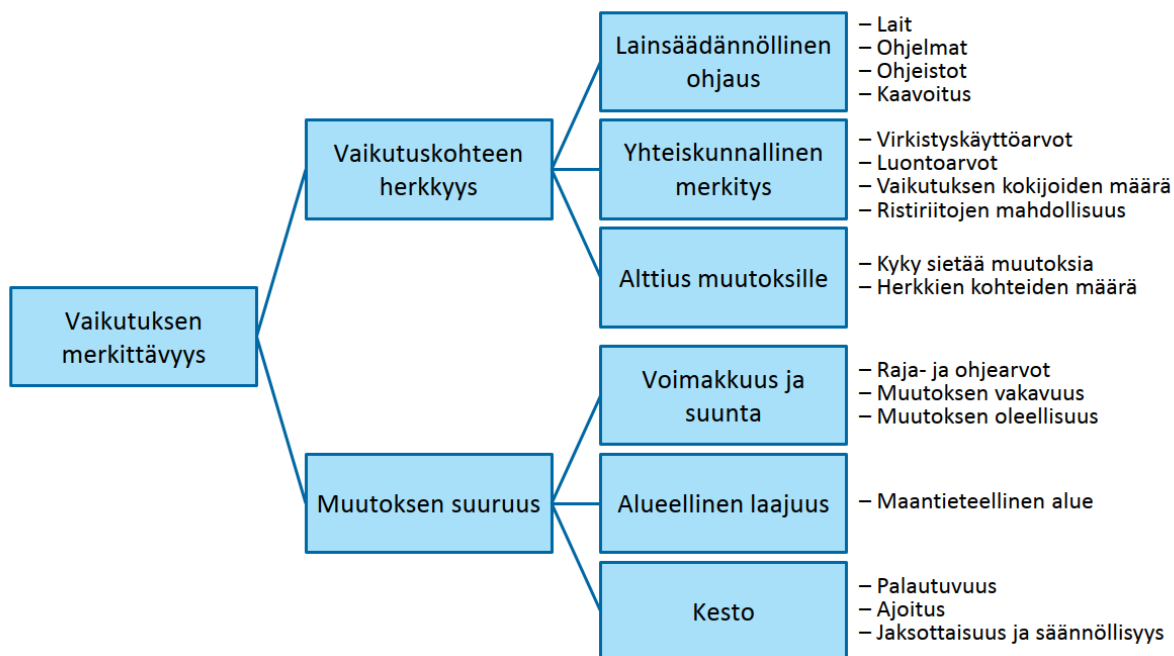 Lainsäädännöllinen
ohjaus
– Lait
– Ohjelmat
– Ohjeistot
– Kaavoitus
Vaikutuskohteen
herkkyys
Yhteiskunnallinen
merkitys
– Virkistyskäyttöarvot
– Luontoarvot
– Vaikutuksen kokijoiden määrä
– Ristiriitojen mahdollisuus
Alttius muutoksille
– Kyky sietää muutoksia
– Herkkien kohteiden määrä
Vaikutuksen
merkittävyys
Voimakkuus ja
suunta
– Raja- ja ohjearvot
– Muutoksen vakavuus
– Muutoksen oleellisuus
Muutoksen suuruus
Alueellinen laajuus
– Maantieteellinen alue
Kesto
– Palautuvuus
– Ajoitus
– Jaksottaisuus ja säännöllisyys